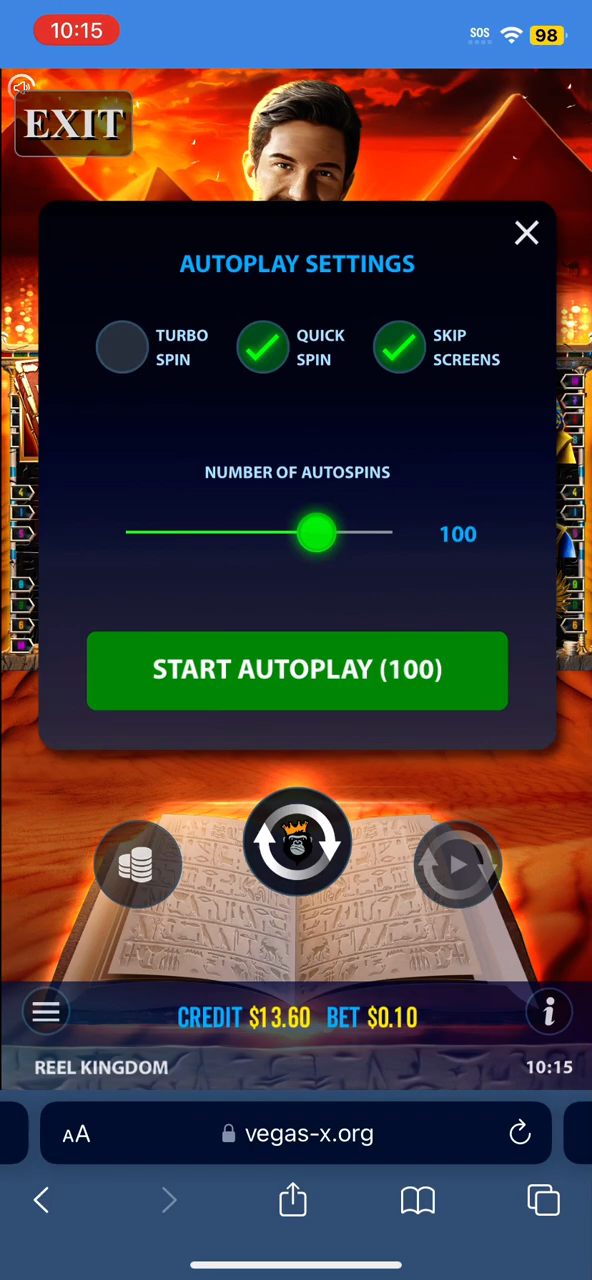 10:15
SOS
98
EXIT
AUTOPLAY SETTINGS
TURBO SPIN
QUICK SPIN
SKIP SCREENS
NUMBER OF AUTOSPINS
100
START AUTOPLAY (100)
CREDIT $13.60 BET $0.10
REEL KINGDOM
10:15
AA
vegas-x.org